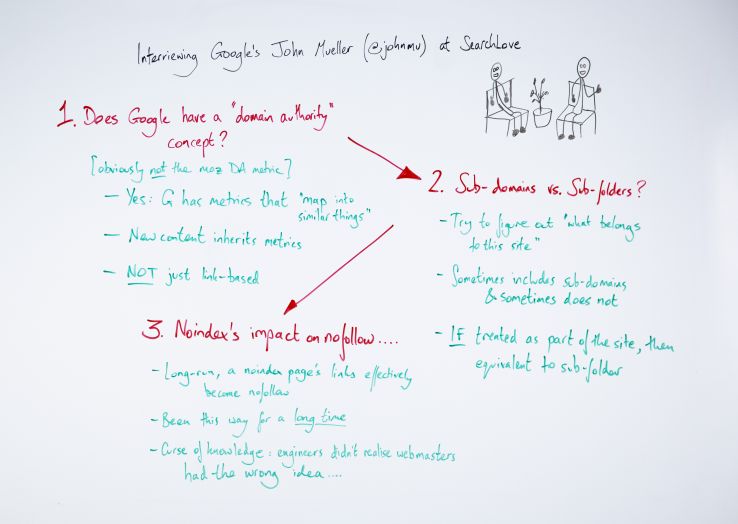 Interviewing Google's John Mueller (@johnmu) at SearchLove
1. Does Google have a "domain authority"
concept?
[obviously not the moz DA metric]
- Yes: G has metrics that "map into
similar things"
- New content inherits metrics
- NOT just link-based
2. Sub-domains vs. Sub-folders?
- Try to figure out "what belongs
to this site"
- Sometimes includes sub-domains
& sometimes does not
- IF treated as part of the site, then
equivalent to sub-folder
3. Noindex's impact on nofollow....
- Long-run, a noindex page's links effectively
become nofollow
- Been this way for a long time
- Curse of knowledge: engineers didn't realise webmasters
had the wrong idea....